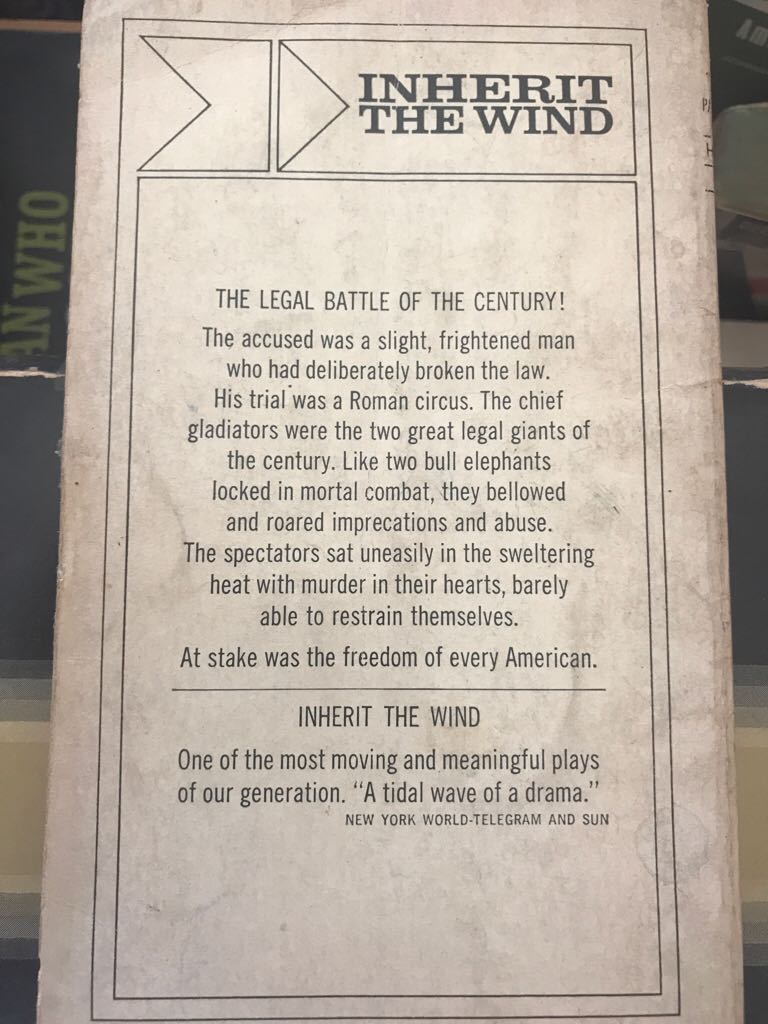 INHERIT
THE WIND
THE LEGAL BATTLE OF THE CENTURY!
The accused was a slight, frightened man
who had deliberately broken the law.
His trial was a Roman circus. The chief
gladiators were the two great legal giants of
the century. Like two bull elephants
locked in mortal combat, they bellowed
and roared imprecations and abuse.
The spectators sat uneasily in the sweltering
heat with murder in their hearts, barely
able to restrain themselves.
At stake was the freedom of every American.
INHERIT THE WIND
One of the most moving and meaningful plays
of our generation. “A tidal wave of a drama.”
NEW YORK WORLD-TELEGRAM AND SUN
AN WHO